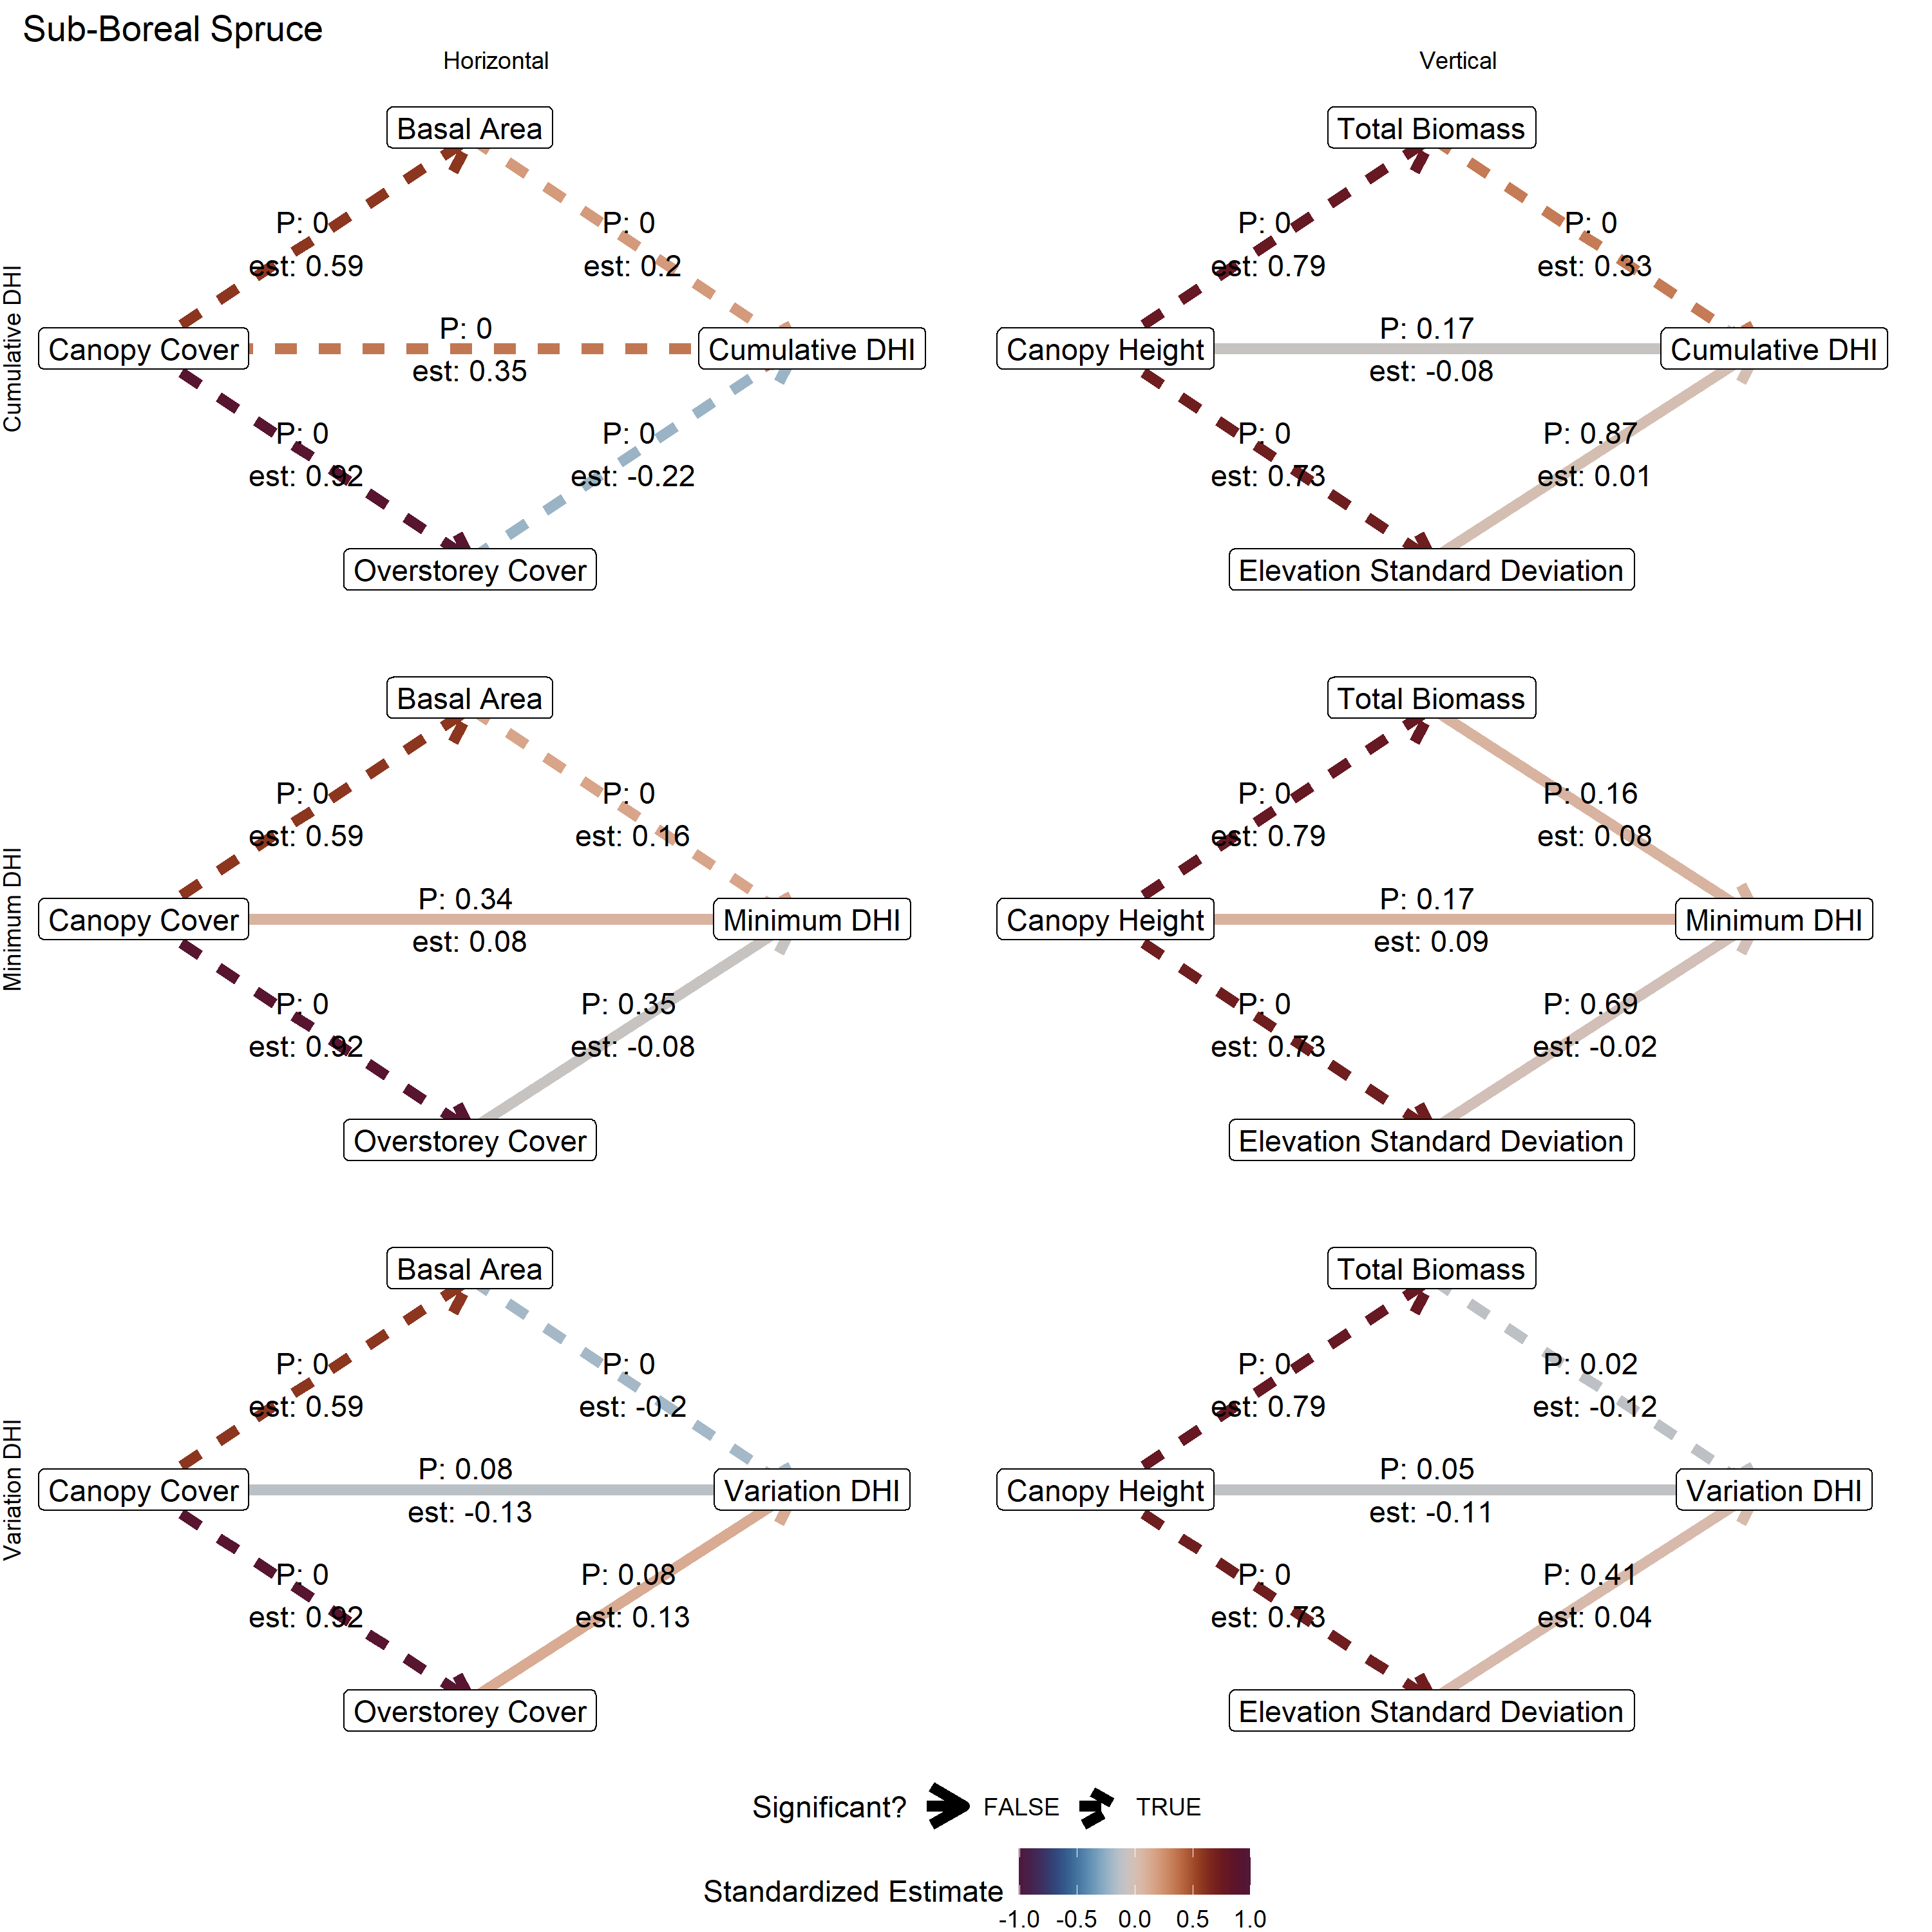 Sub-Boreal Spruce
Horizontal
Vertical
Cumulative DHI
Basal Area
P: 0
est: 0.59
P: 0
est: 0.2
Canopy Cover
P: 0
est: 0.35
Cumulative DHI
P: 0
est: 0.92
P: 0
est: -0.22
Overstorey Cover
Total Biomass
P: 0
est: 0.79
P: 0
est: 0.33
Canopy Height
P: 0.17
est: -0.08
Cumulative DHI
P: 0
est: 0.73
P: 0.87
est: 0.01
Elevation Standard Deviation
Minimum DHI
Basal Area
P: 0
est: 0.59
P: 0
est: 0.16
Canopy Cover
P: 0.34
est: 0.08
Minimum DHI
P: 0
est: 0.92
P: 0.35
est: -0.08
Overstorey Cover
Total Biomass
P: 0
est: 0.79
P: 0.16
est: 0.08
Canopy Height
P: 0.17
est: 0.09
Minimum DHI
P: 0
est: 0.73
P: 0.69
est: -0.02
Elevation Standard Deviation
Variation DHI
Basal Area
P: 0
est: 0.59
P: 0
est: -0.2
Canopy Cover
P: 0.08
est: -0.13
Variation DHI
P: 0
est: 0.92
P: 0.08
est: 0.13
Overstorey Cover
Total Biomass
P: 0
est: 0.79
P: 0.02
est: -0.12
Canopy Height
P: 0.05
est: -0.11
Variation DHI
P: 0
est: 0.73
P: 0.41
est: 0.04
Elevation Standard Deviation
Significant? FALSE TRUE
Standardized Estimate
-1.0 -0.5 0.0 0.5 1.0